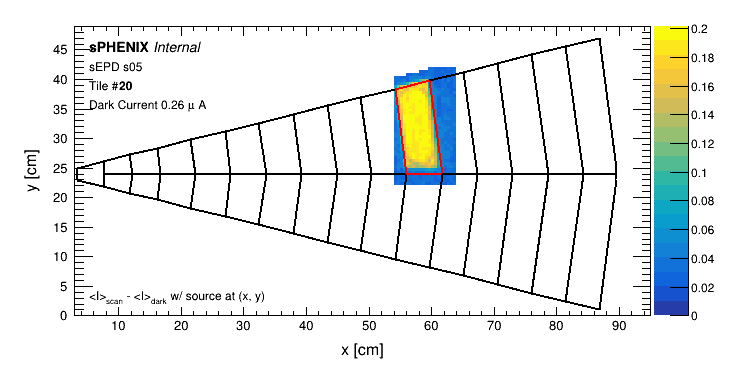 sPHENIX Internal
sEPD s05
Tile #20
Dark Current 0.26 μ A
<I>scan - <I>dark w/ source at (x, y)
y [cm]
45
40
35
30
25
20
15
10
5
0
10 20 30 40 50 60 70 80 90
x [cm]
0.2
0.18
0.16
0.14
0.12
0.1
0.08
0.06
0.04
0.02
0